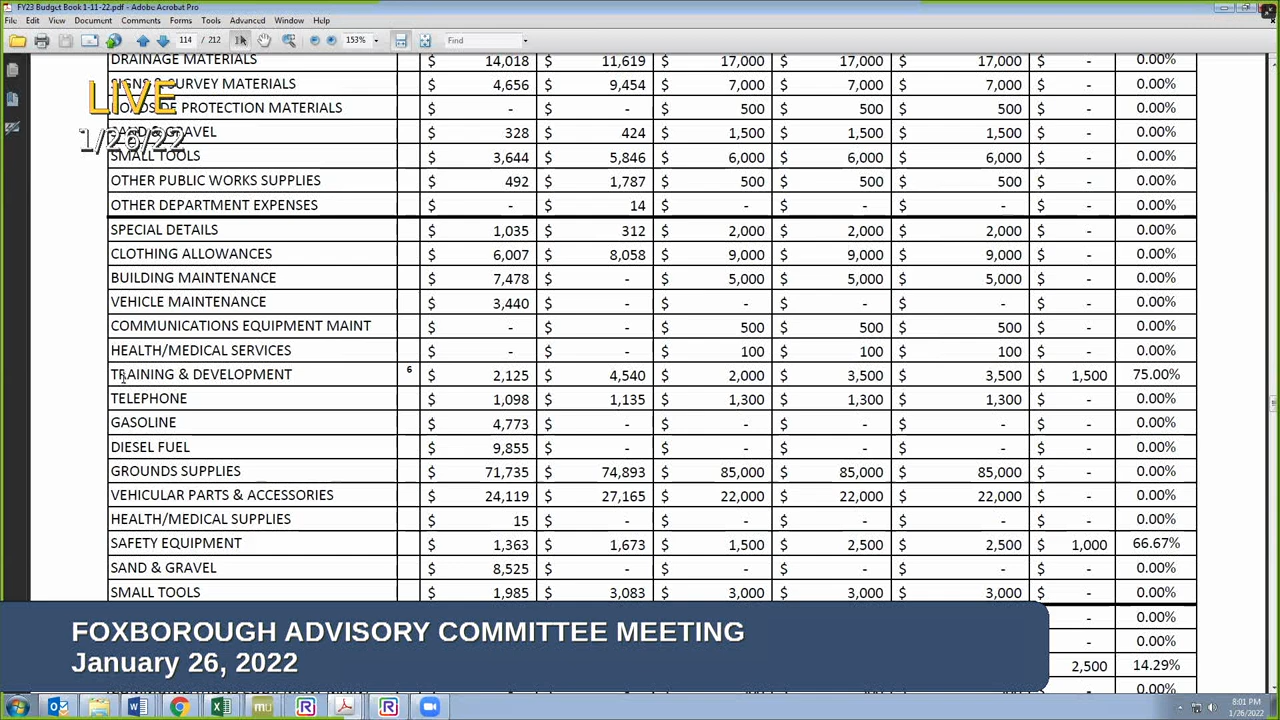 FY23 Budget Book 1-11-22.pdf - Adobe Acrobat Pro
File Edit View Document Comments Forms Tools Advanced Window Help
114 / 212 153% Find
DRAINAGE MATERIALS $ 14,018 $ 11,619 $ 17,000 $ 17,000 $ 17,000 $ - 0.00%
SIGNS & SURVEY MATERIALS $ 4,656 $ 9,454 $ 7,000 $ 7,000 $ 7,000 $ - 0.00%
LIVE
ROADSIDE PROTECTION MATERIALS $ - $ - $ 500 $ 500 $ 500 $ - 0.00%
SAND & GRAVEL $ 328 $ 424 $ 1,500 $ 1,500 $ 1,500 $ - 0.00%
1/26/22
SMALL TOOLS $ 3,644 $ 5,846 $ 6,000 $ 6,000 $ 6,000 $ - 0.00%
OTHER PUBLIC WORKS SUPPLIES $ 492 $ 1,787 $ 500 $ 500 $ 500 $ - 0.00%
OTHER DEPARTMENT EXPENSES $ - $ 14 $ - $ - $ - $ - 0.00%
SPECIAL DETAILS $ 1,035 $ 312 $ 2,000 $ 2,000 $ 2,000 $ - 0.00%
CLOTHING ALLOWANCES $ 6,007 $ 8,058 $ 9,000 $ 9,000 $ 9,000 $ - 0.00%
BUILDING MAINTENANCE $ 7,478 $ - $ 5,000 $ 5,000 $ 5,000 $ - 0.00%
VEHICLE MAINTENANCE $ 3,440 $ - $ - $ - $ - $ - 0.00%
COMMUNICATIONS EQUIPMENT MAINT $ - $ - $ 500 $ 500 $ 500 $ - 0.00%
HEALTH/MEDICAL SERVICES $ - $ - $ 100 $ 100 $ 100 $ - 0.00%
TRAINING & DEVELOPMENT 6 $ 2,125 $ 4,540 $ 2,000 $ 3,500 $ 3,500 $ 1,500 75.00%
TELEPHONE $ 1,098 $ 1,135 $ 1,300 $ 1,300 $ 1,300 $ - 0.00%
GASOLINE $ 4,773 $ - $ - $ - $ - $ - 0.00%
DIESEL FUEL $ 9,855 $ - $ - $ - $ - $ - 0.00%
GROUNDS SUPPLIES $ 71,735 $ 74,893 $ 85,000 $ 85,000 $ 85,000 $ - 0.00%
VEHICULAR PARTS & ACCESSORIES $ 24,119 $ 27,165 $ 22,000 $ 22,000 $ 22,000 $ - 0.00%
HEALTH/MEDICAL SUPPLIES $ 15 $ - $ - $ - $ - $ - 0.00%
SAFETY EQUIPMENT $ 1,363 $ 1,673 $ 1,500 $ 2,500 $ 2,500 $ 1,000 66.67%
SAND & GRAVEL $ 8,525 $ - $ - $ - $ - $ - 0.00%
SMALL TOOLS $ 1,985 $ 3,083 $ 3,000 $ 3,000 $ 3,000 $ - 0.00%
- 0.00%
FOXBOROUGH ADVISORY COMMITTEE MEETING
- 0.00%
January 26, 2022
2,500 14.29%
- 0.00%
8:01 PM
1/26/2022